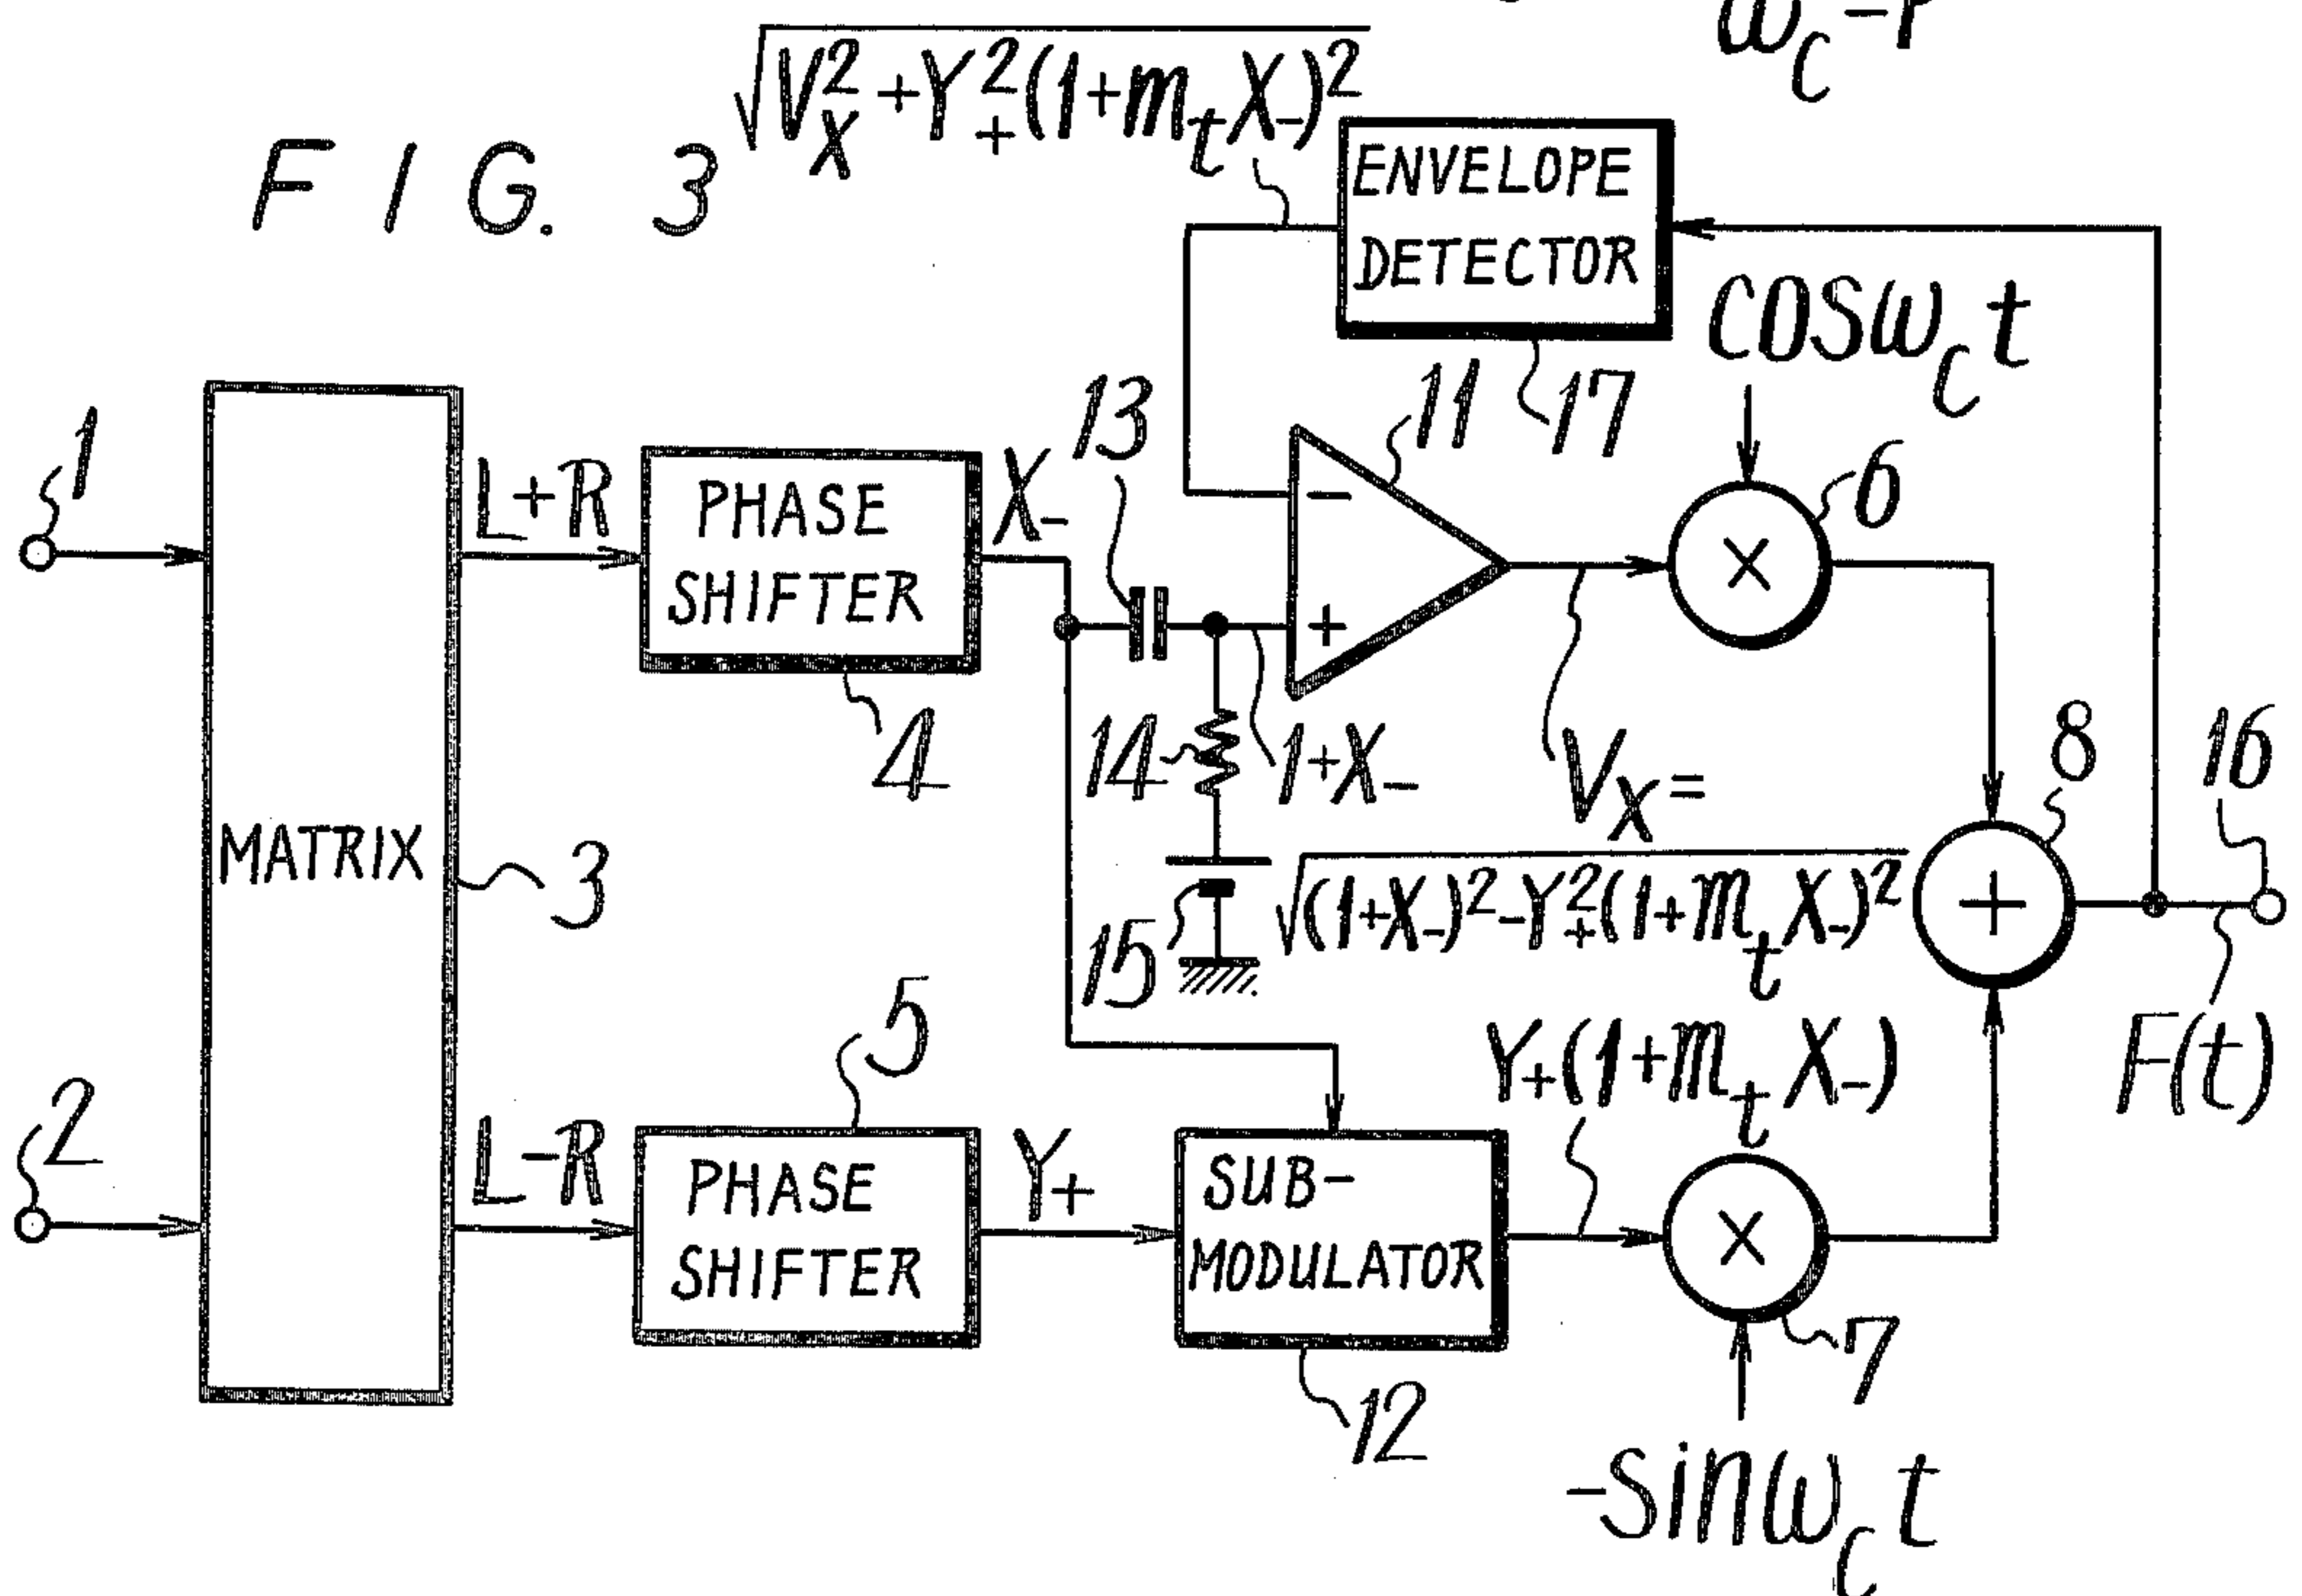 ω_C-P
FIG. 3
√(V_X^2+Y_+^2(1+m_tX_-)^2)
ENVELOPE
DETECTOR
COSω_Ct
17
11
13
6
1
L+R
PHASE
SHIFTER
X_-
-
×
+
4
14
1+X_-
V_X=
√((1+X_-)^2-Y_+^2(1+m_tX_-)^2)
8
16
MATRIX
3
15
+
F(t)
5
Y_+(1+m_tX_-)
2
L-R
PHASE
SHIFTER
Y_+
SUB-
MODULATOR
×
7
12
-sinω_Ct